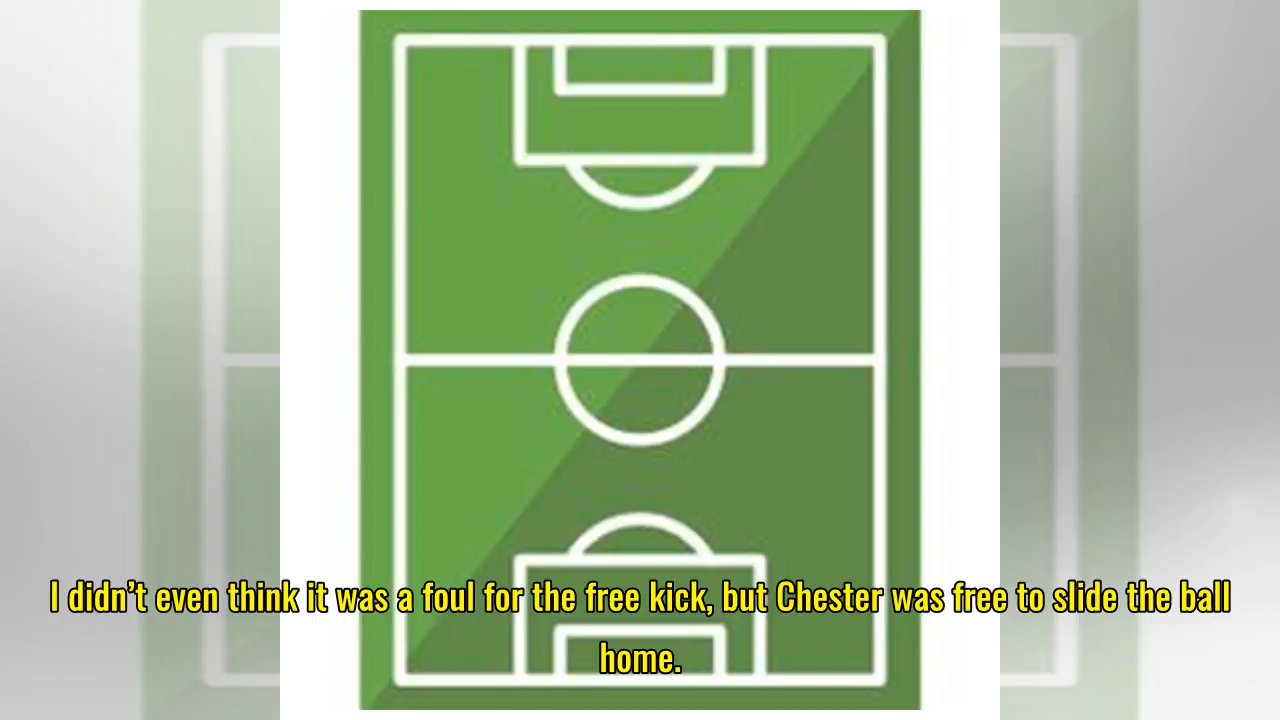 I didn’t even think it was a foul for the free kick, but Chester was free to slide the ball
home.